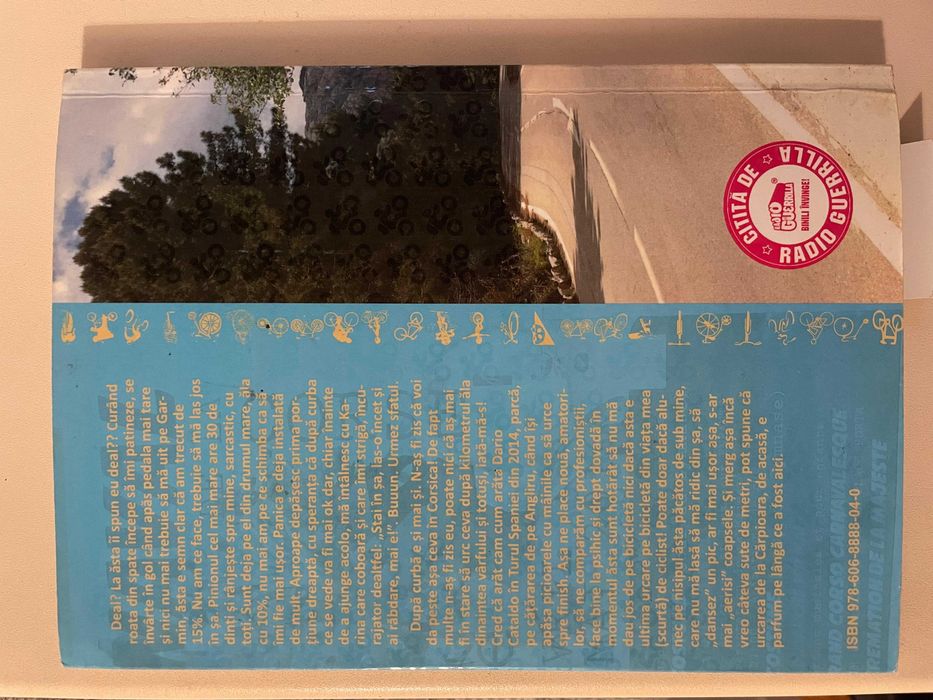 Deal? La ăsta îi spun eu deal?? Curând
roata din spate începe să îmi patineze, se
învârte în gol când apăs pedala mai tare
și nici nu mai trebuie să mă uit pe Gar-
min, ăsta e semn clar că am trecut de
15%. Nu am ce face, trebuie să mă las jos
în șa. Pinionul cel mai mare are 30 de
dinți și rânjește spre mine, sarcastic, cu
toți. Sunt deja pe drumul mare, ăla
cu 10%, mai am pe ce schimba ca să
îmi fie mai ușor. Panica e deja instalată
de mult. Aproape depășesc prima por-
țiune dreaptă, cu speranța că după curba
ce se vede va fi mai ok, dar, chiar înainte
de a ajunge acolo, mă întâlnesc cu Ka-
rina care coboară și care îmi strigă, încu-
rajator dealtfel: „Stai în șa, ias-o încet și
ai răbdare, mai e!”. Buuun. Urmez sfatul.
După curbă e și mai și. N-aș fi zis că voi
da peste așa ceva în Corsica! De fapt
multe n-aș fi zis eu, poate nici că aș mai
fi în stare să urc ceva după kilometrul ăla
dinaintea vârfului și totuși iată-mă-s!
Cred că arăt cam cum arăta Dario
Cataldo în Turul Spaniei din 2014, parcă,
pe cățărarea de pe Angliru când își
apăsa picioarele cu mâinile ca să urce
spre finish. Așa ne place nouă, amatori-
lor, să ne comparăm cu profesioniștii,
face bine la psihic și drept dovadă în
momentul ăsta sunt hotărât să nu mă
dau jos de pe bicicletă nici dacă asta e
ultima urcare pe bicicletă din viața mea
(scurtă) de ciclist! Poate doar dacă alu-
nec pe nisipul ăsta păcătos de sub mine,
care nu mă lasă să mă ridic din șa, să
„dansez” un pic, ar fi mai ușor așa, s-ar
mai „aerisi” coapsele. Și merg așa încă
vreo câteva sute de metri, pot spune că
urcarea de la Cărpioara, de acasă, e
parfum pe lângă ce a fost aici.
ISBN 978-606-8888-04-0
CITITĂ DE
RADIO GUERRILLA
RADIO
GUERRILLA
BINILI ÎNVINGE!
GRAND CORSO CARNAVALESQUE